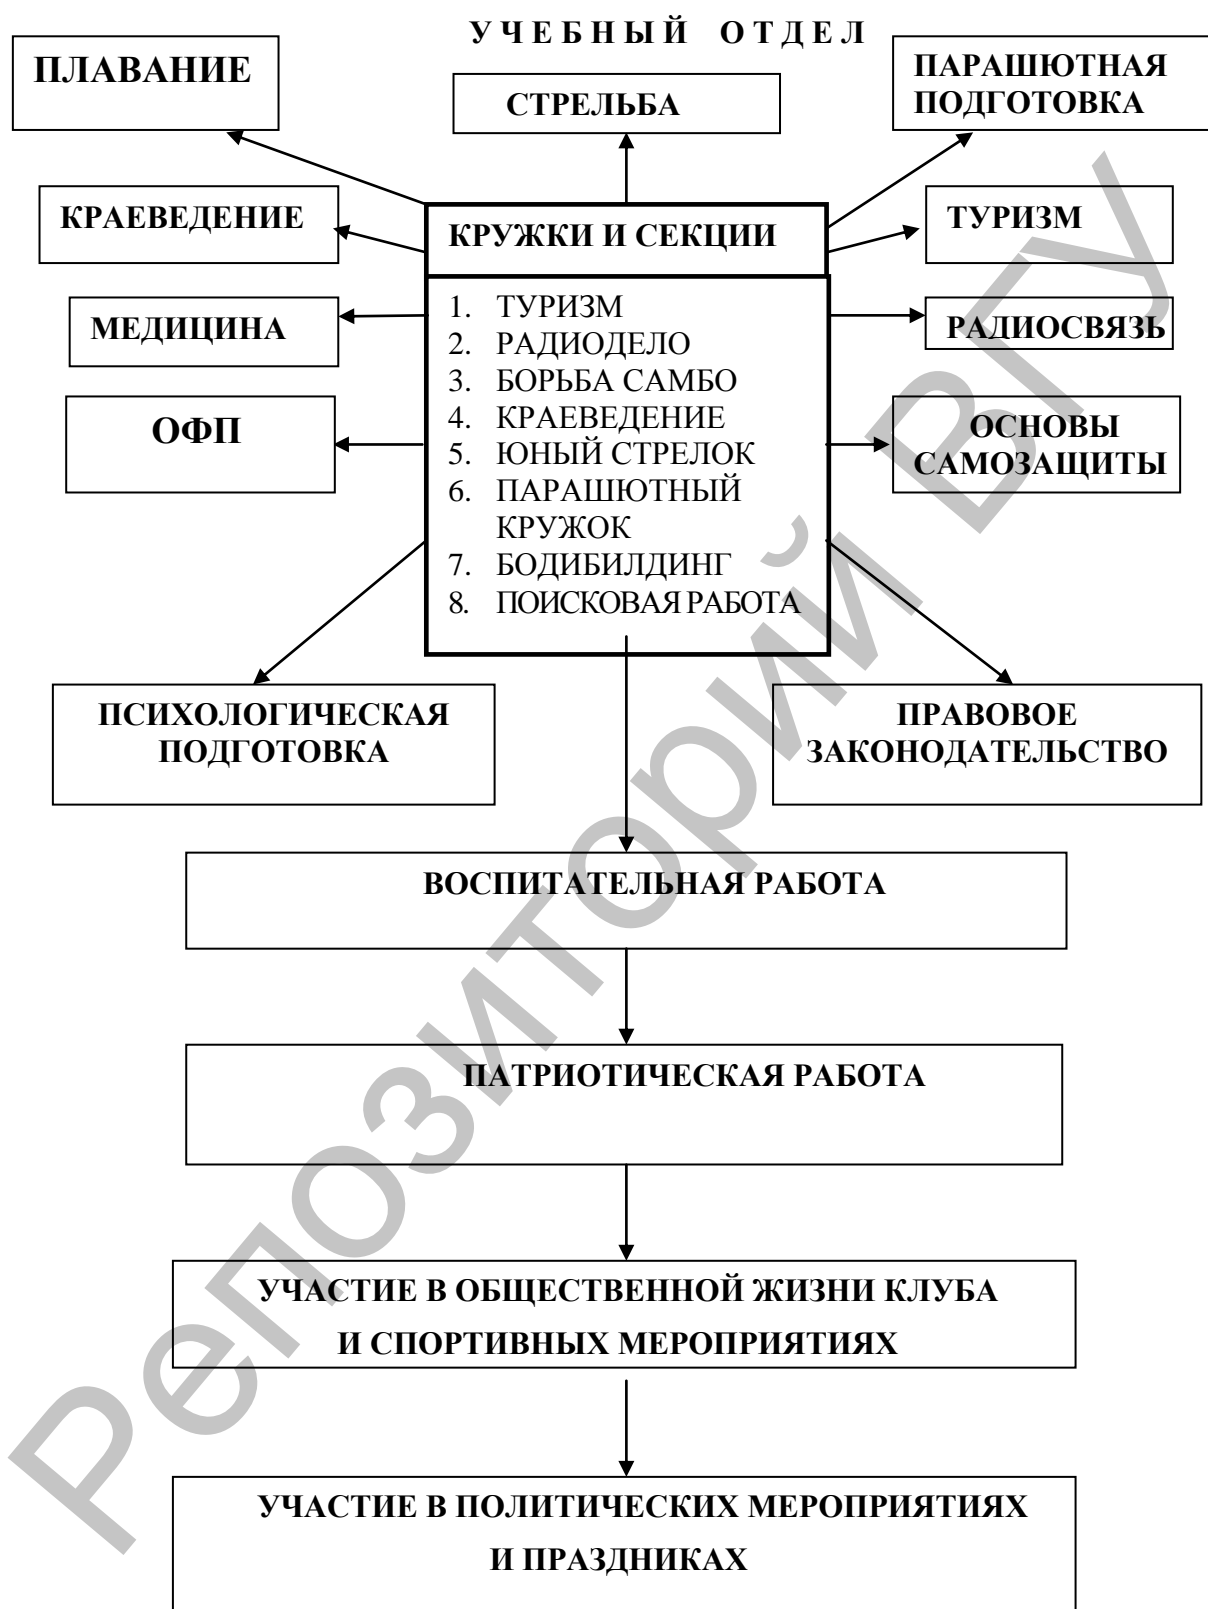 УЧЕБНЫЙ ОТДЕЛ
ПЛАВАНИЕ
СТРЕЛЬБА
ПАРАШЮТНАЯ
ПОДГОТОВКА
КРАЕВЕДЕНИЕ
КРУЖКИ И СЕКЦИИ
ТУРИЗМ
МЕДИЦИНА
РАДИОСВЯЗЬ
ОФП
ОСНОВЫ
САМОЗАЩИТЫ
1. ТУРИЗМ
2. РАДИОДЕЛО
3. БОРЬБА САМБО
4. КРАЕВЕДЕНИЕ
5. ЮНЫЙ СТРЕЛОК
6. ПАРАШЮТНЫЙ
КРУЖОК
7. БОДИБИЛДИНГ
8. ПОИСКОВАЯ РАБОТА
ПСИХОЛОГИЧЕСКАЯ
ПОДГОТОВКА
ПРАВОВОЕ
ЗАКОНОДАТЕЛЬСТВО
ВОСПИТАТЕЛЬНАЯ РАБОТА
ПАТРИОТИЧЕСКАЯ РАБОТА
УЧАСТИЕ В ОБЩЕСТВЕННОЙ ЖИЗНИ КЛУБА
И СПОРТИВНЫХ МЕРОПРИЯТИЯХ
УЧАСТИЕ В ПОЛИТИЧЕСКИХ МЕРОПРИЯТИЯХ
И ПРАЗДНИКАХ
Репозиторий ВГУ